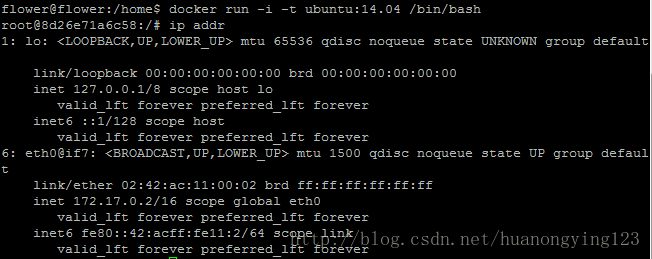 flower@flower:/home$ docker run -i -t ubuntu:14.04 /bin/bash
root@8d26e71a6c58:/# ip addr
1: lo: <LOOPBACK,UP,LOWER_UP> mtu 65536 qdisc noqueue state UNKNOWN group default
link/loopback 00:00:00:00:00:00 brd 00:00:00:00:00:00
inet 127.0.0.1/8 scope host lo
valid_lft forever preferred_lft forever
inet6 ::1/128 scope host
valid_lft forever preferred_lft forever
6: eth0@if7: <BROADCAST,UP,LOWER_UP> mtu 1500 qdisc noqueue state UP group defaul
t
link/ether 02:42:ac:11:00:02 brd ff:ff:ff:ff:ff:ff
inet 172.17.0.2/16 scope global eth0
valid_lft forever preferred_lft forever
inet6 fe80::42:acff:fe11:2/64 scope link
valid_lft forever preferred_lft forever
http://blog.csdn.net/huanongying123